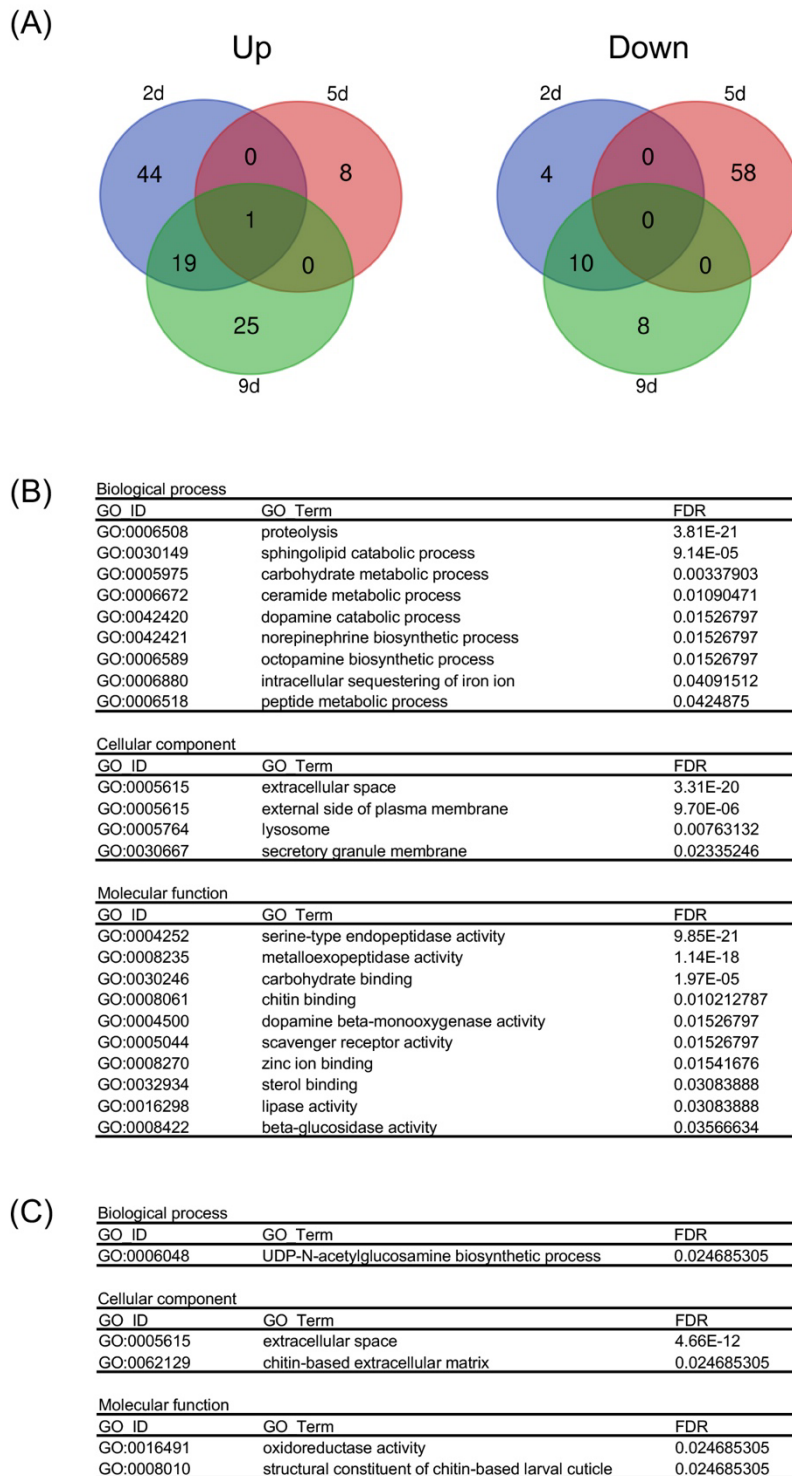 (A)
Up
Down
2d
5d
44
0
8
1
19
0
25
9d
2d
5d
4
0
58
0
10
0
8
9d
(B)
Biological process
GO_ID GO_Term FDR
GO:0006508 proteolysis 3.81E-21
GO:0030149 sphingolipid catabolic process 9.14E-05
GO:0005975 carbohydrate metabolic process 0.00337903
GO:0006672 ceramide metabolic process 0.01090471
GO:0042420 dopamine catabolic process 0.01526797
GO:0042421 norepinephrine biosynthetic process 0.01526797
GO:0006589 octopamine biosynthetic process 0.01526797
GO:0006880 intracellular sequestering of iron ion 0.04091512
GO:0006518 peptide metabolic process 0.0424875
Cellular component
GO_ID GO_Term FDR
GO:0005615 extracellular space 3.31E-20
GO:0005615 external side of plasma membrane 9.70E-06
GO:0005764 lysosome 0.00763132
GO:0030667 secretory granule membrane 0.02335246
Molecular function
GO_ID GO_Term FDR
GO:0004252 serine-type endopeptidase activity 9.85E-21
GO:0008235 metalloexopeptidase activity 1.14E-18
GO:0030246 carbohydrate binding 1.97E-05
GO:0008061 chitin binding 0.010212787
GO:0004500 dopamine beta-monooxygenase activity 0.01526797
GO:0005044 scavenger receptor activity 0.01526797
GO:0008270 zinc ion binding 0.01541676
GO:0032934 sterol binding 0.03083888
GO:0016298 lipase activity 0.03083888
GO:0008422 beta-glucosidase activity 0.03566634
(C)
Biological process
GO_ID GO_Term FDR
GO:0006048 UDP-N-acetylglucosamine biosynthetic process 0.024685305
Cellular component
GO_ID GO_Term FDR
GO:0005615 extracellular space 4.66E-12
GO:0062129 chitin-based extracellular matrix 0.024685305
Molecular function
GO_ID GO_Term FDR
GO:0016491 oxidoreductase activity 0.024685305
GO:0008010 structural constituent of chitin-based larval cuticle 0.024685305